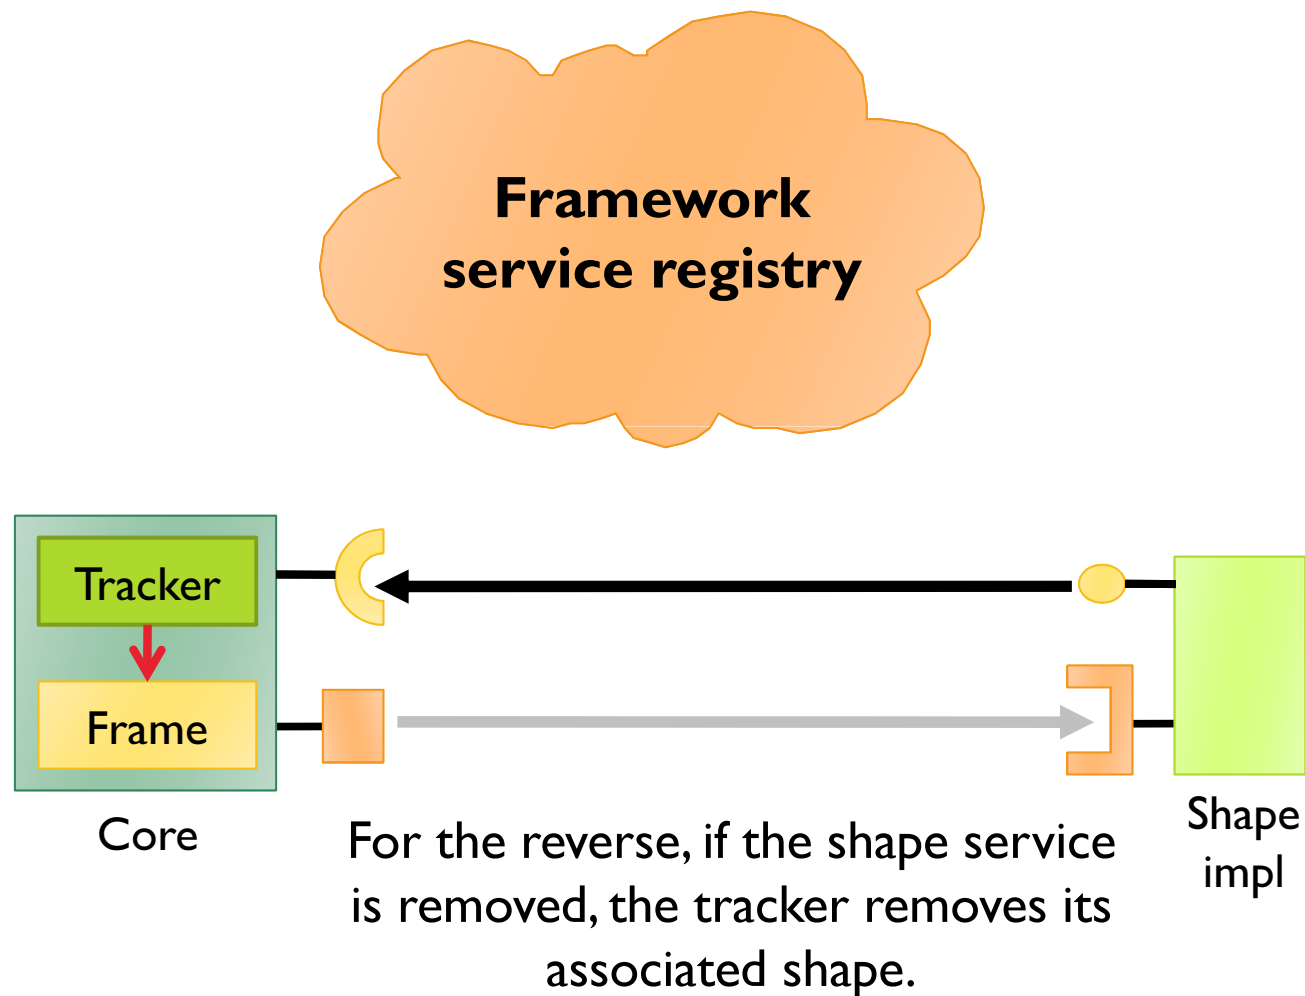 Framework
service registry
Tracker
Frame
Core
Shape
impl
For the reverse, if the shape service
is removed, the tracker removes its
associated shape.